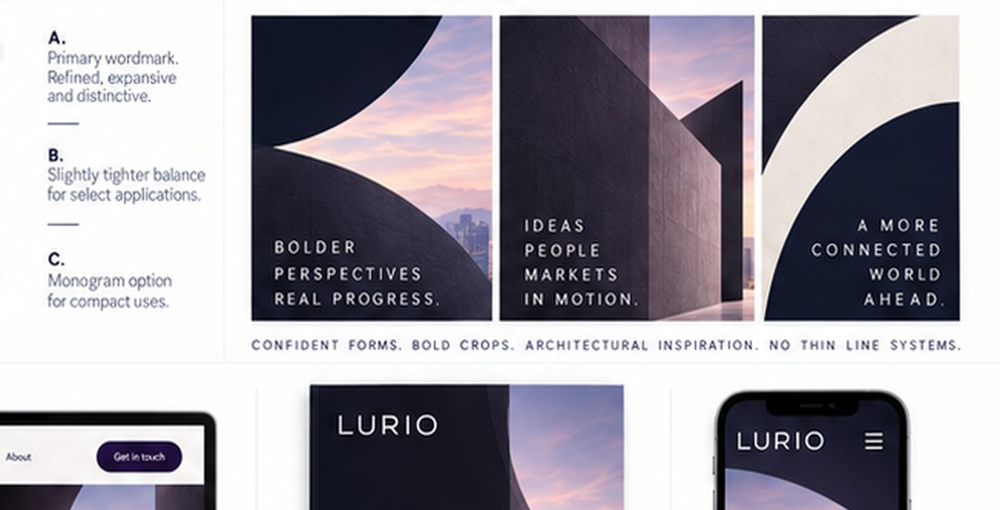 A.
Primary wordmark.
Refined, expansive
and distinctive.
B.
Slightly tighter balance
for select applications.
C.
Monogram option
for compact uses.
BOLDER
PERSPECTIVES
REAL PROGRESS.
IDEAS
PEOPLE
MARKETS
IN MOTION.
A MORE
CONNECTED
WORLD
AHEAD.
CONFIDENT FORMS. BOLD CROPS. ARCHITECTURAL INSPIRATION. NO THIN LINE SYSTEMS.
About
Get in touch
LURIO
LURIO